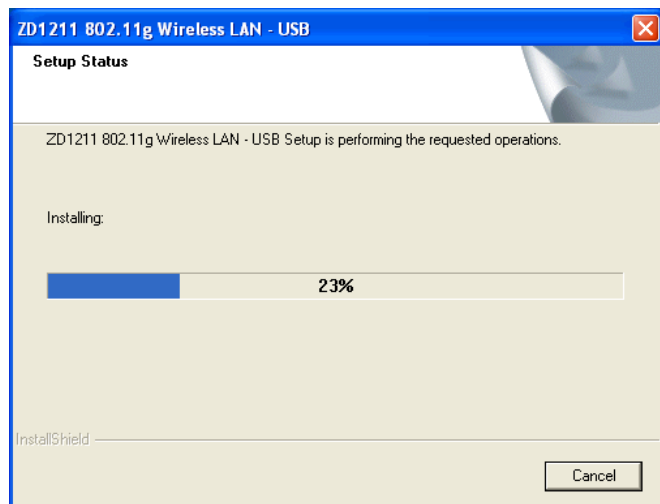 ZD1211 802.11g Wireless LAN - USB
Setup Status
ZD1211 802.11g Wireless LAN - USB Setup is performing the requested operations.
Installing:
23%
InstallShield
Cancel